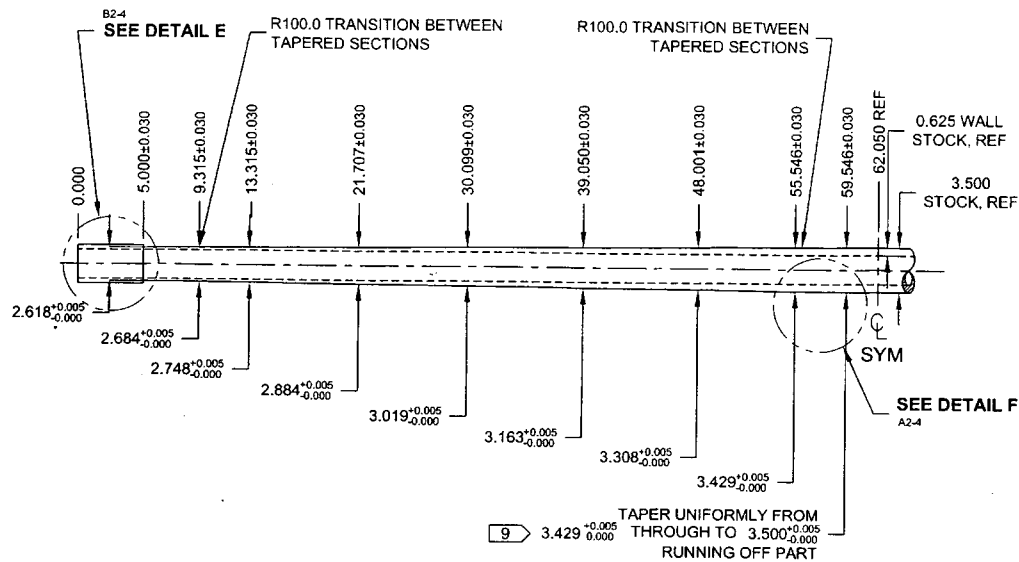 B2-4
SEE DETAIL E
R100.0 TRANSITION BETWEEN
TAPERED SECTIONS
R100.0 TRANSITION BETWEEN
TAPERED SECTIONS
0.000
5.000±0.030
9.315±0.030
13.315±0.030
21.707±0.030
30.099±0.030
39.050±0.030
48.001±0.030
55.546±0.030
59.546±0.030
62.050 REF
0.625 WALL
STOCK, REF
3.500
STOCK, REF
2.618+0.005 -0.000
2.684+0.005 -0.000
2.748+0.005 -0.000
2.884+0.005 -0.000
3.019+0.005 -0.000
3.163+0.005 -0.000
3.308+0.005 -0.000
3.429+0.005 -0.000
℄
SYM
SEE DETAIL F
A2-4
TAPER UNIFORMLY FROM
9 3.429 +0.005 0.000 THROUGH TO 3.500+0.005 -0.000
RUNNING OFF PART